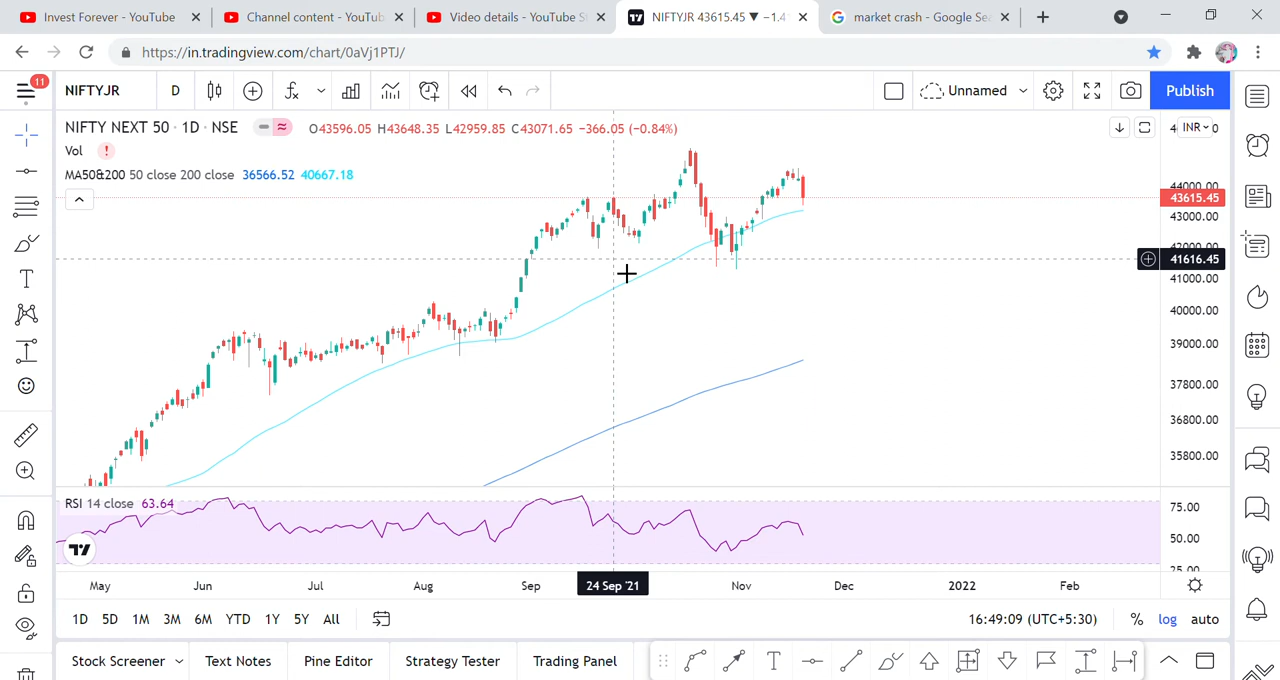 Invest Forever - YouTube
Channel content - YouTub
Video details - YouTube S
NIFTYJR 43615.45 ▼ −1.4
market crash - Google Se
https://in.tradingview.com/chart/0aVj1PTJ/
11
NIFTYJR
D
Unnamed
Publish
NIFTY NEXT 50 · 1D · NSE
O43596.05 H43648.35 L42959.85 C43071.65 −366.05 (−0.84%)
INR
Vol
MA50&200 50 close 200 close 36566.52 40667.18
44000.00
43615.45
43000.00
42000.00
41616.45
41000.00
40000.00
39000.00
37800.00
36800.00
35800.00
RSI 14 close 63.64
75.00
50.00
25.00
May
Jun
Jul
Aug
Sep
24 Sep '21
Nov
Dec
2022
Feb
1D 5D 1M 3M 6M YTD 1Y 5Y All
16:49:09 (UTC+5:30)
% log auto
Stock Screener
Text Notes
Pine Editor
Strategy Tester
Trading Panel